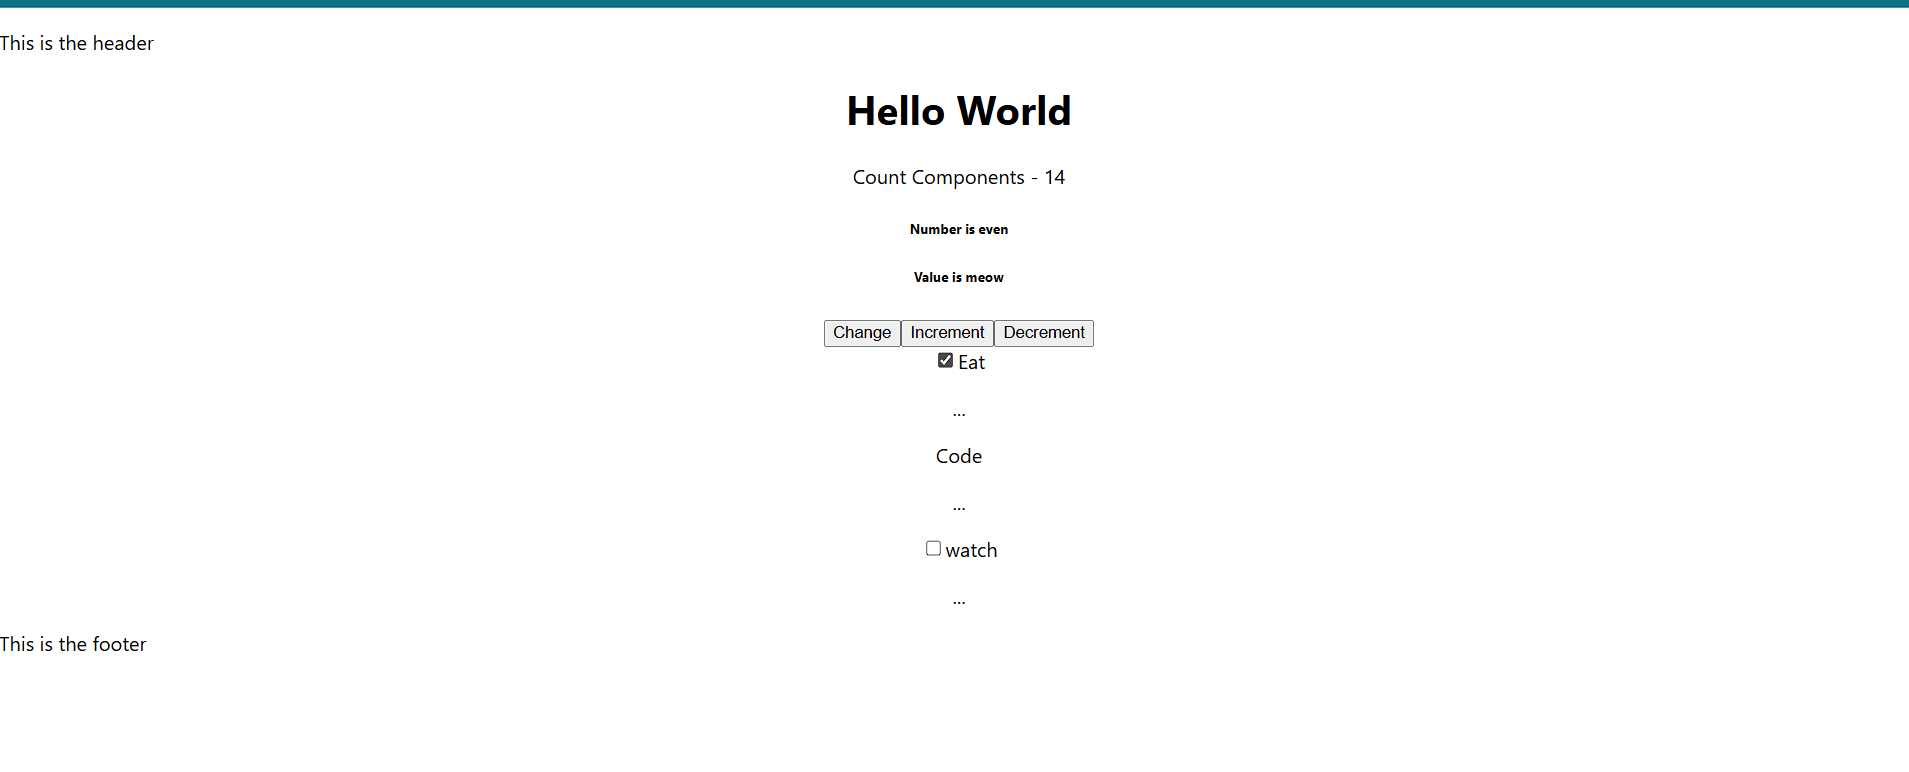 This is the header
Hello World
Count Components - 14
Number is even
Value is meow
Change Increment Decrement
Eat
...
Code
...
watch
...
This is the footer